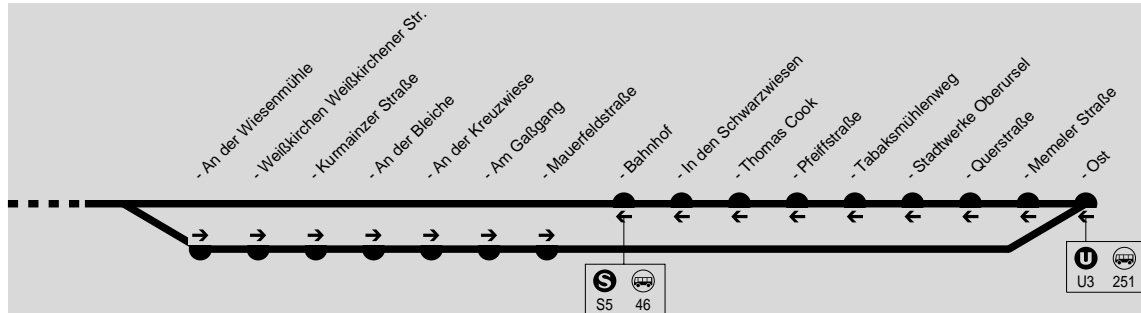 - An der Wiesenmühle
- Weißkirchen Weißkirchener Str.
- Kurmainzer Straße
- An der Bleiche
- An der Kreuzwiese
- Am Gaßgang
- Mauerfeldstraße
- Bahnhof
- In den Schwarzwiesen
- Thomas Cook
- Pfeiffstraße
- Tabaksmühlenweg
- Stadtwerke Oberursel
- Querstraße
- Memeler Straße
- Ost
S
S5 46
U
U3 251